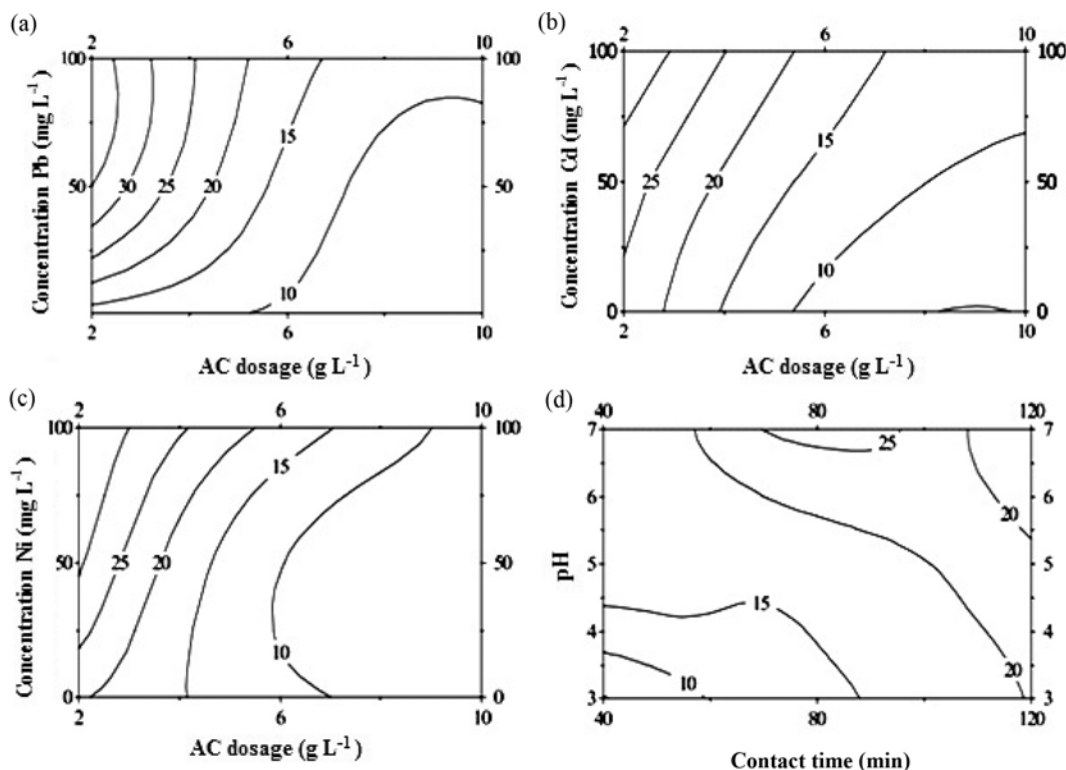 (a)
2 6 10
100 100
Concentration Pb (mg L⁻¹)
50 50
30 25 20 15 10
2 6 10
AC dosage (g L⁻¹)
(b)
2 6 10
100 100
Concentration Cd (mg L⁻¹)
50 50
25 20 15 10
0 0
2 6 10
AC dosage (g L⁻¹)
(c)
2 6 10
100 100
Concentration Ni (mg L⁻¹)
50 50
25 20 15 10
0 0
2 6 10
AC dosage (g L⁻¹)
(d)
40 80 120
7 7
6 6
5 5
4 4
3 3
pH
25 20 15 20 10
40 80 120
Contact time (min)